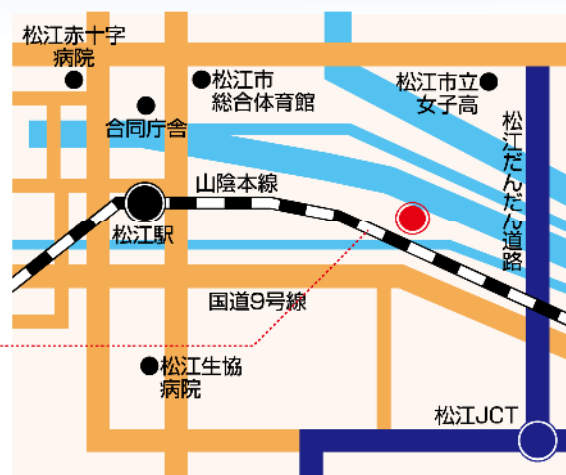 松江赤十字
病院
松江市
総合体育館
松江市立
女子高
合同庁舎
松江だんだん道路
山陰本線
松江駅
国道9号線
松江生協
病院
松江JCT